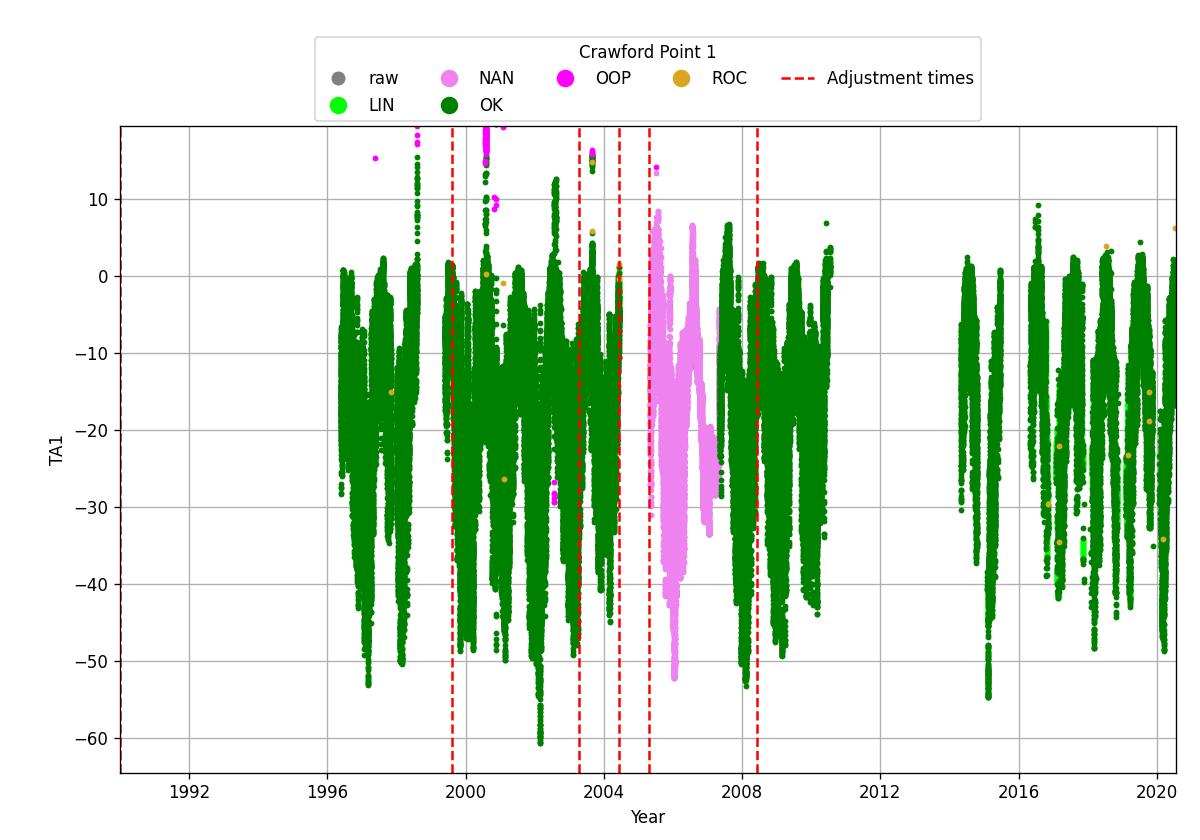 Crawford Point 1
raw NAN OOP ROC Adjustment times
LIN OK
10
0
−10
−20
−30
−40
−50
−60
TA1
1992 1996 2000 2004 2008 2012 2016 2020
Year